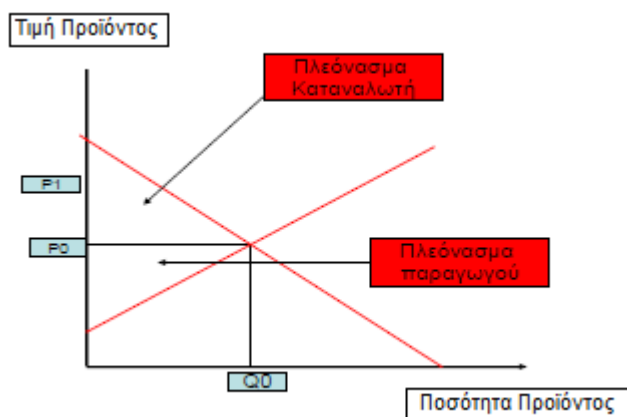 Τιμή Προϊόντος
Πλεόνασμα
Καταναλωτή
P1
P0
Πλεόνασμα
παραγωγού
Q0
Ποσότητα Προϊόντος